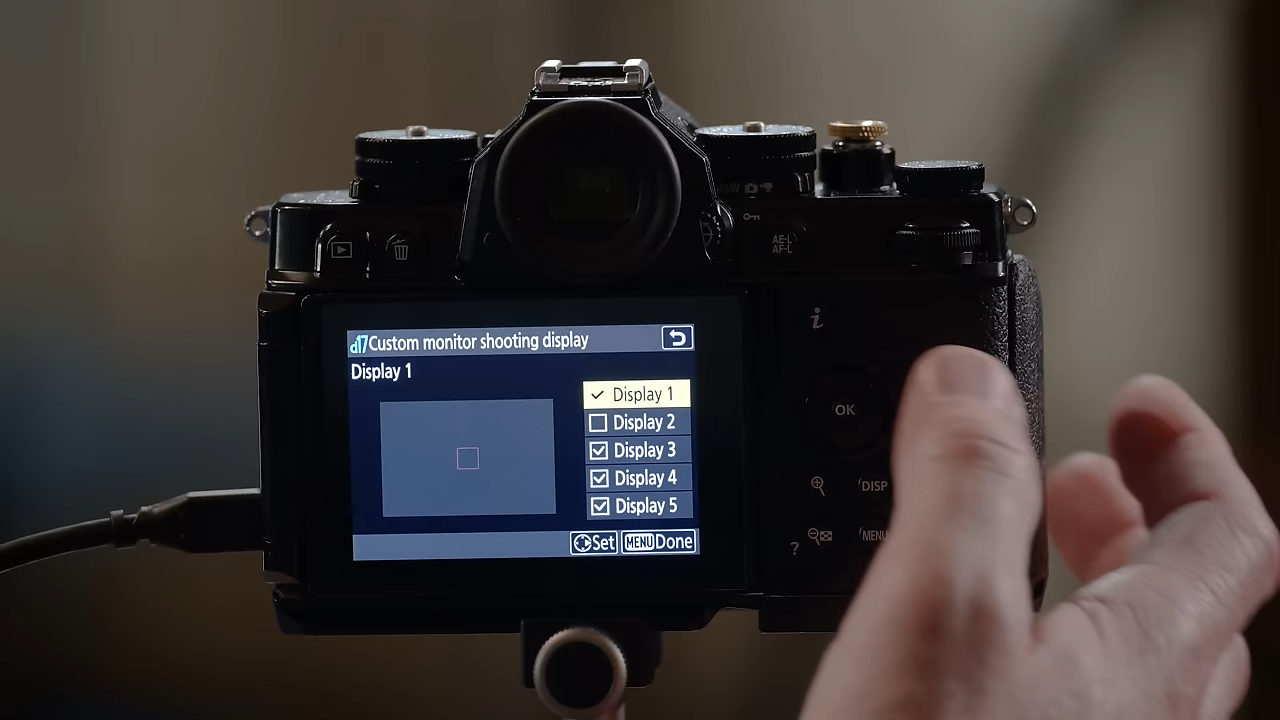 AE-L
AF-L
i
d17 Custom monitor shooting display
Display 1
Display 1
Display 2
Display 3
Display 4
Display 5
OK
DISP
Set MENU Done
?
MENU